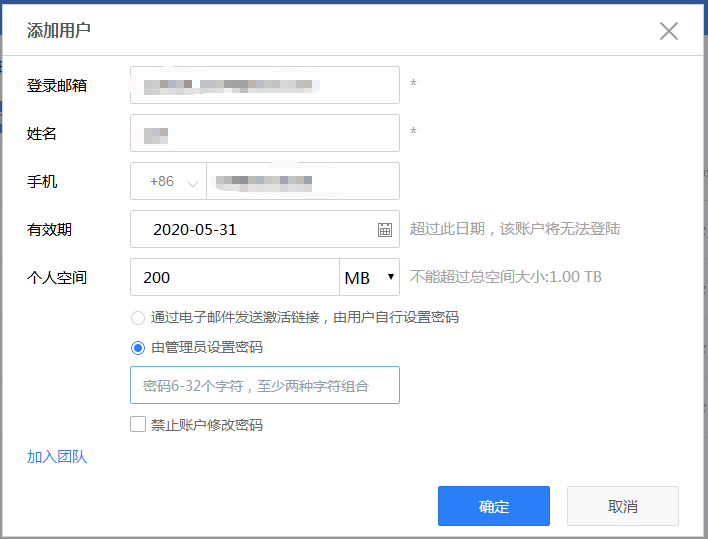 添加用户
登录邮箱 *
姓名 *
手机 +86
有效期 2020-05-31 超过此日期，该账户将无法登陆
个人空间 200 MB 不能超过总空间大小:1.00 TB
通过电子邮件发送激活链接，由用户自行设置密码
由管理员设置密码
密码6-32个字符，至少两种字符组合
禁止账户修改密码
加入团队
确定 取消